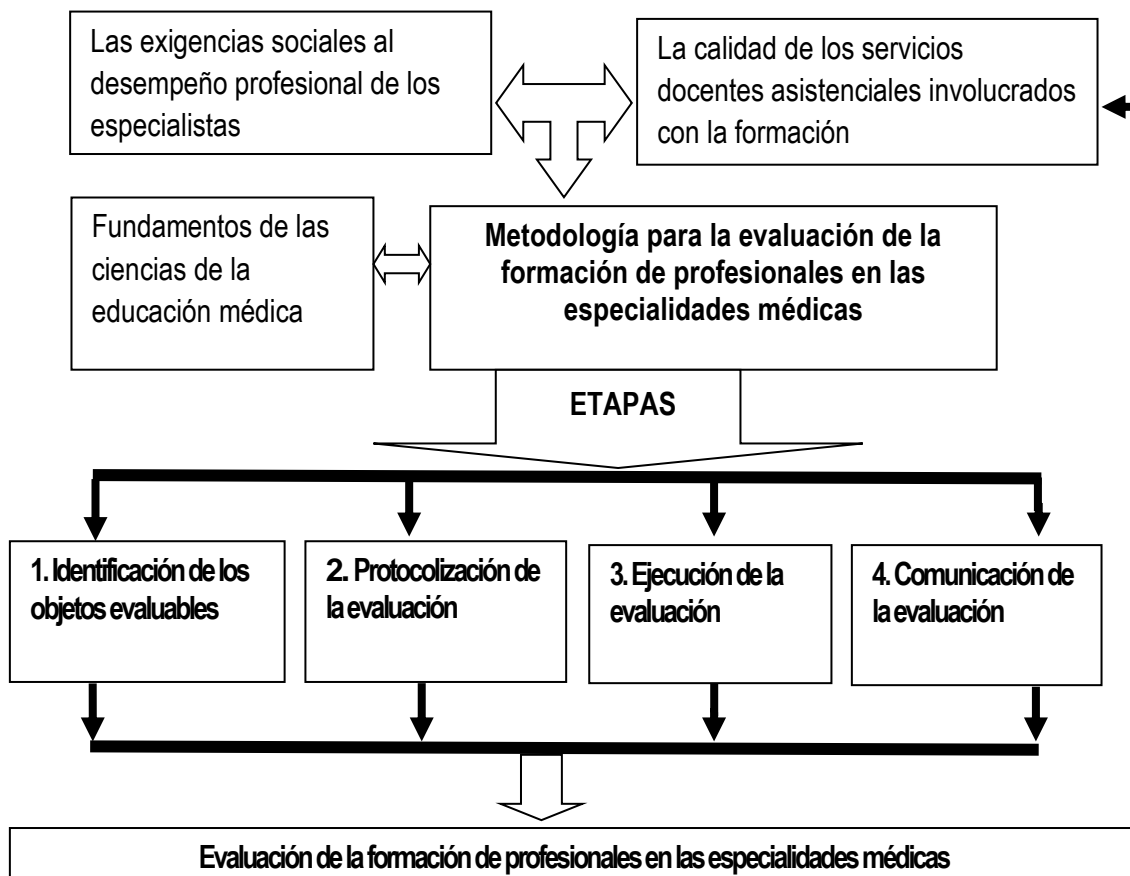 Las exigencias sociales al
desempeño profesional de los
especialistas
La calidad de los servicios
docentes asistenciales involucrados
con la formación
Fundamentos de las
ciencias de la
educación médica
Metodología para la evaluación de la
formación de profesionales en las
especialidades médicas
ETAPAS
1. Identificación de los
objetos evaluables
2. Protocolización de
la evaluación
3. Ejecución de la
evaluación
4. Comunicación de
la evaluación
Evaluación de la formación de profesionales en las especialidades médicas